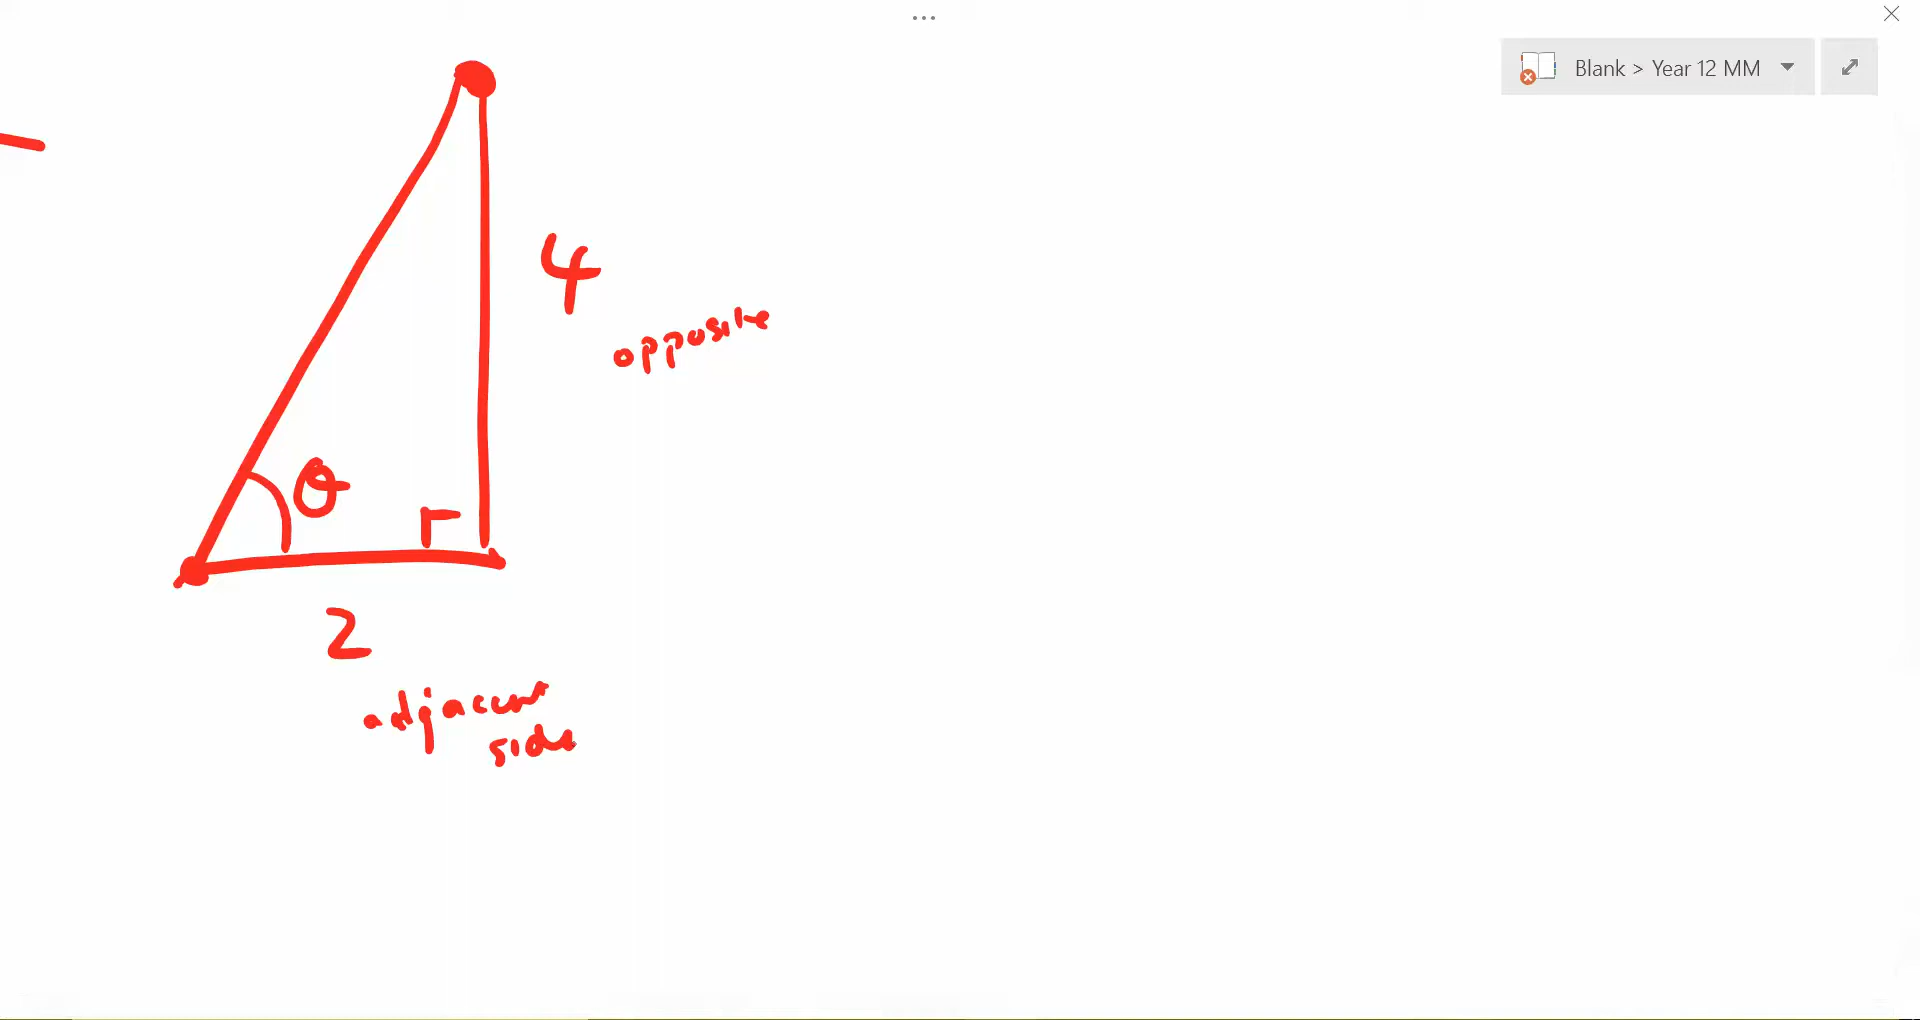 ...
Blank > Year 12 MM
4
opposite
θ
2
adjacent
side